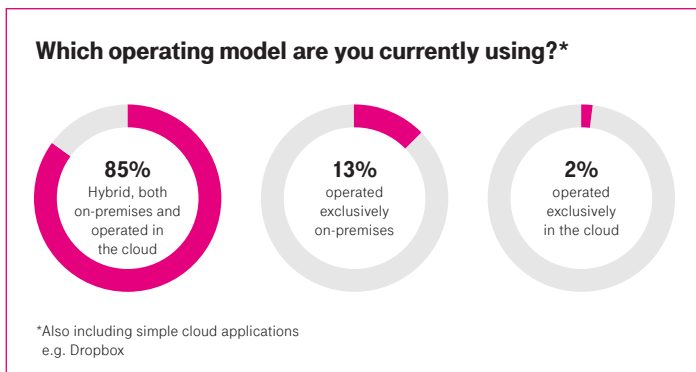 Which operating model are you currently using?*
85%
Hybrid, both
on-premises and
operated in
the cloud
13%
operated
exclusively
on-premises
2%
operated
exclusively
in the cloud
*Also including simple cloud applications
e.g. Dropbox